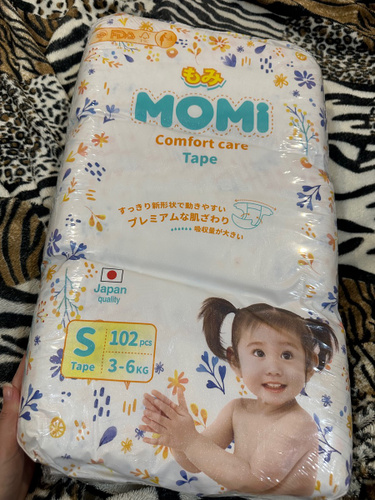 FDA
もみ
MOMi
Comfort care
Tape
すっきり新形状で動きやすい
プレミアムな肌ざわり
吸収量が大きい
Japan
quality
S
Tape
102 pcs
3-6KG